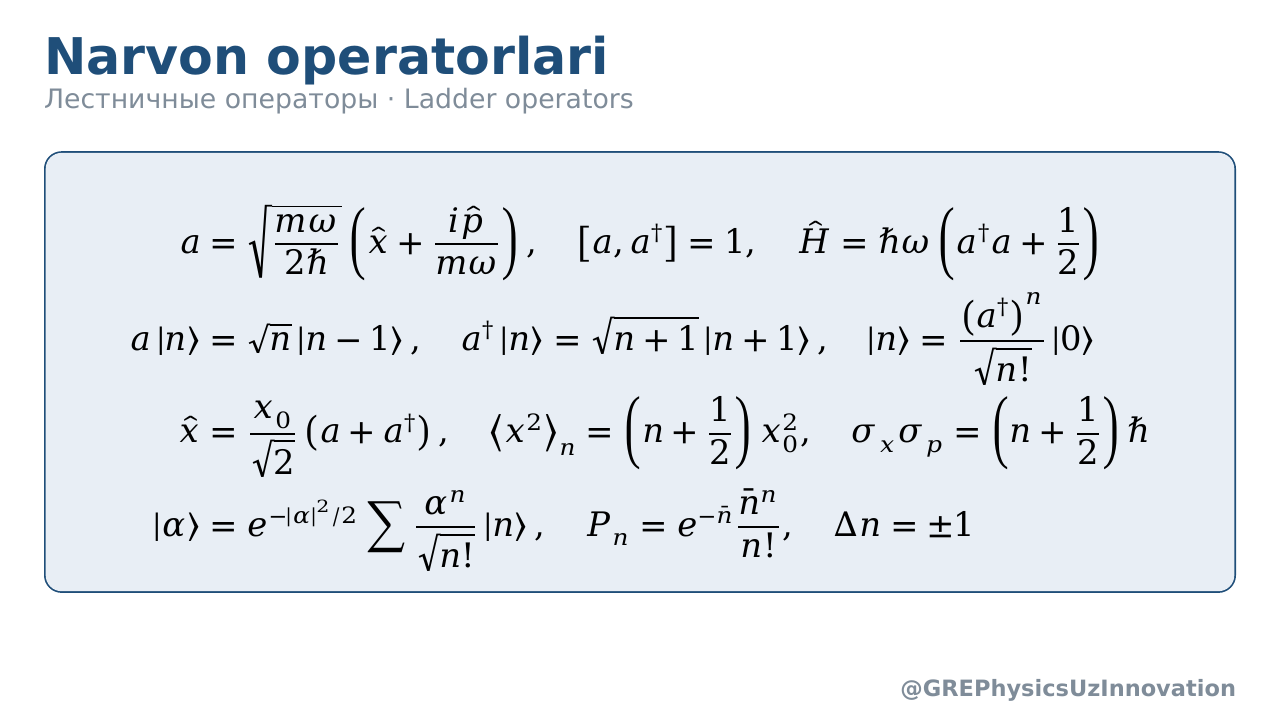 Narvon operatorlari
Лестничные операторы · Ladder operators
a = √(mω/2ℏ) (x̂ + ip̂/mω), [a, a†] = 1, Ĥ = ℏω (a†a + 1/2)
a|n⟩ = √n |n − 1⟩, a†|n⟩ = √(n + 1) |n + 1⟩, |n⟩ = (a†)ⁿ/√n! |0⟩
x̂ = x₀/√2 (a + a†), ⟨x²⟩ₙ = (n + 1/2) x₀², σₓσₚ = (n + 1/2) ℏ
|α⟩ = e^(−|α|²/2) ∑ αⁿ/√n! |n⟩, Pₙ = e^(−n̄) n̄ⁿ/n!, Δn = ±1
@GREPhysicsUzInnovation